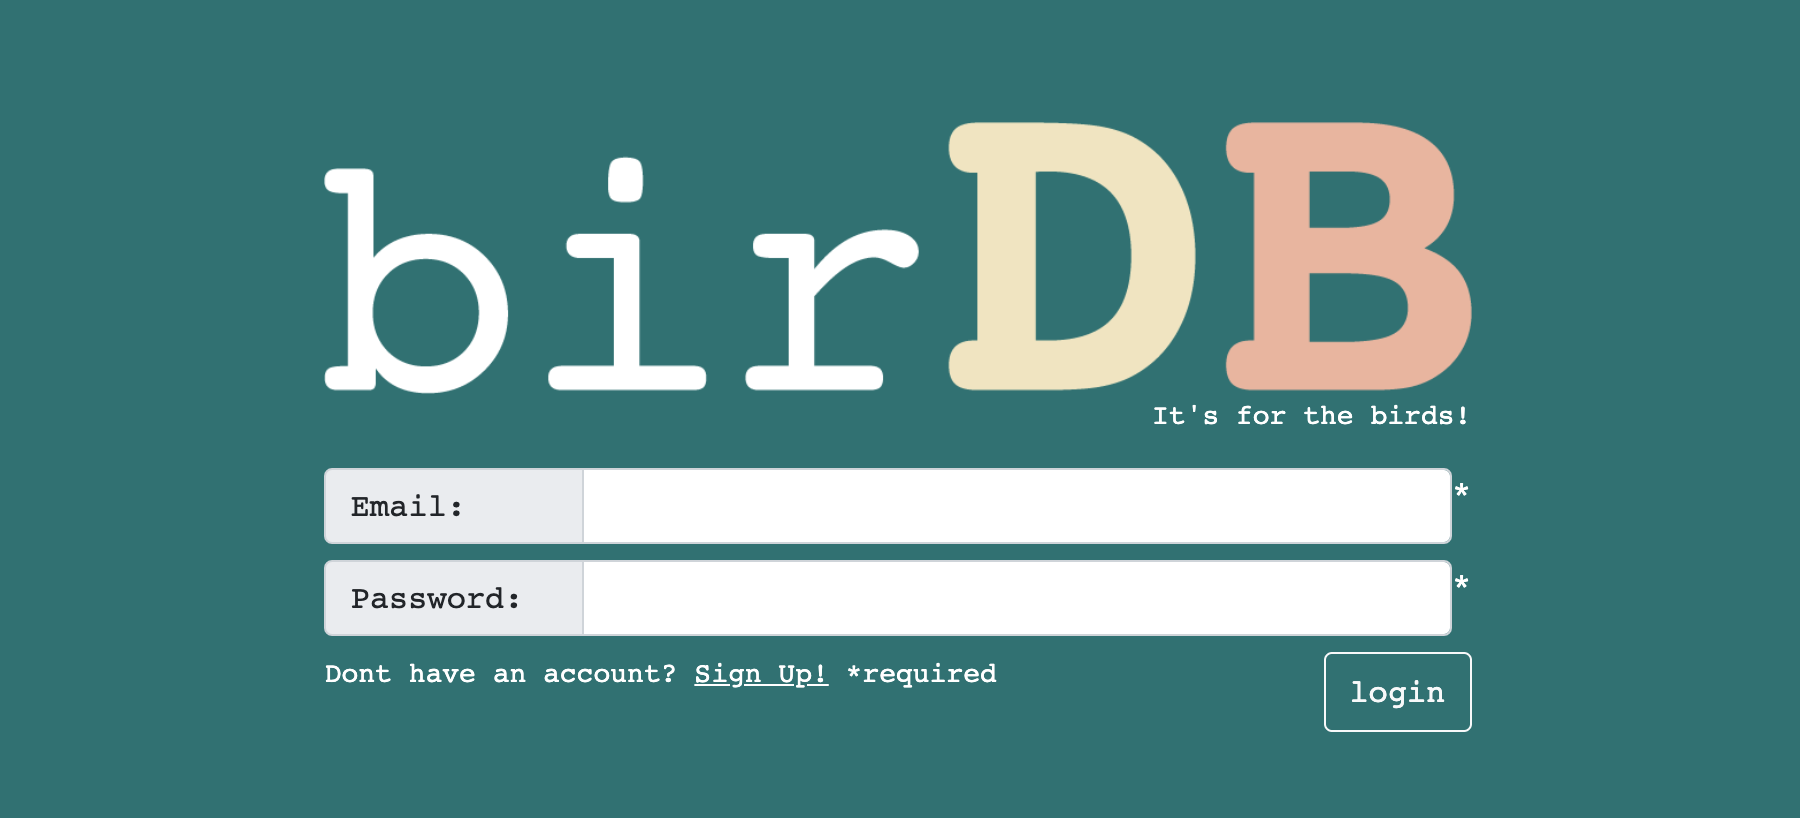 birDB
It's for the birds!
Email: *
Password: *
Dont have an account? Sign Up! *required
login